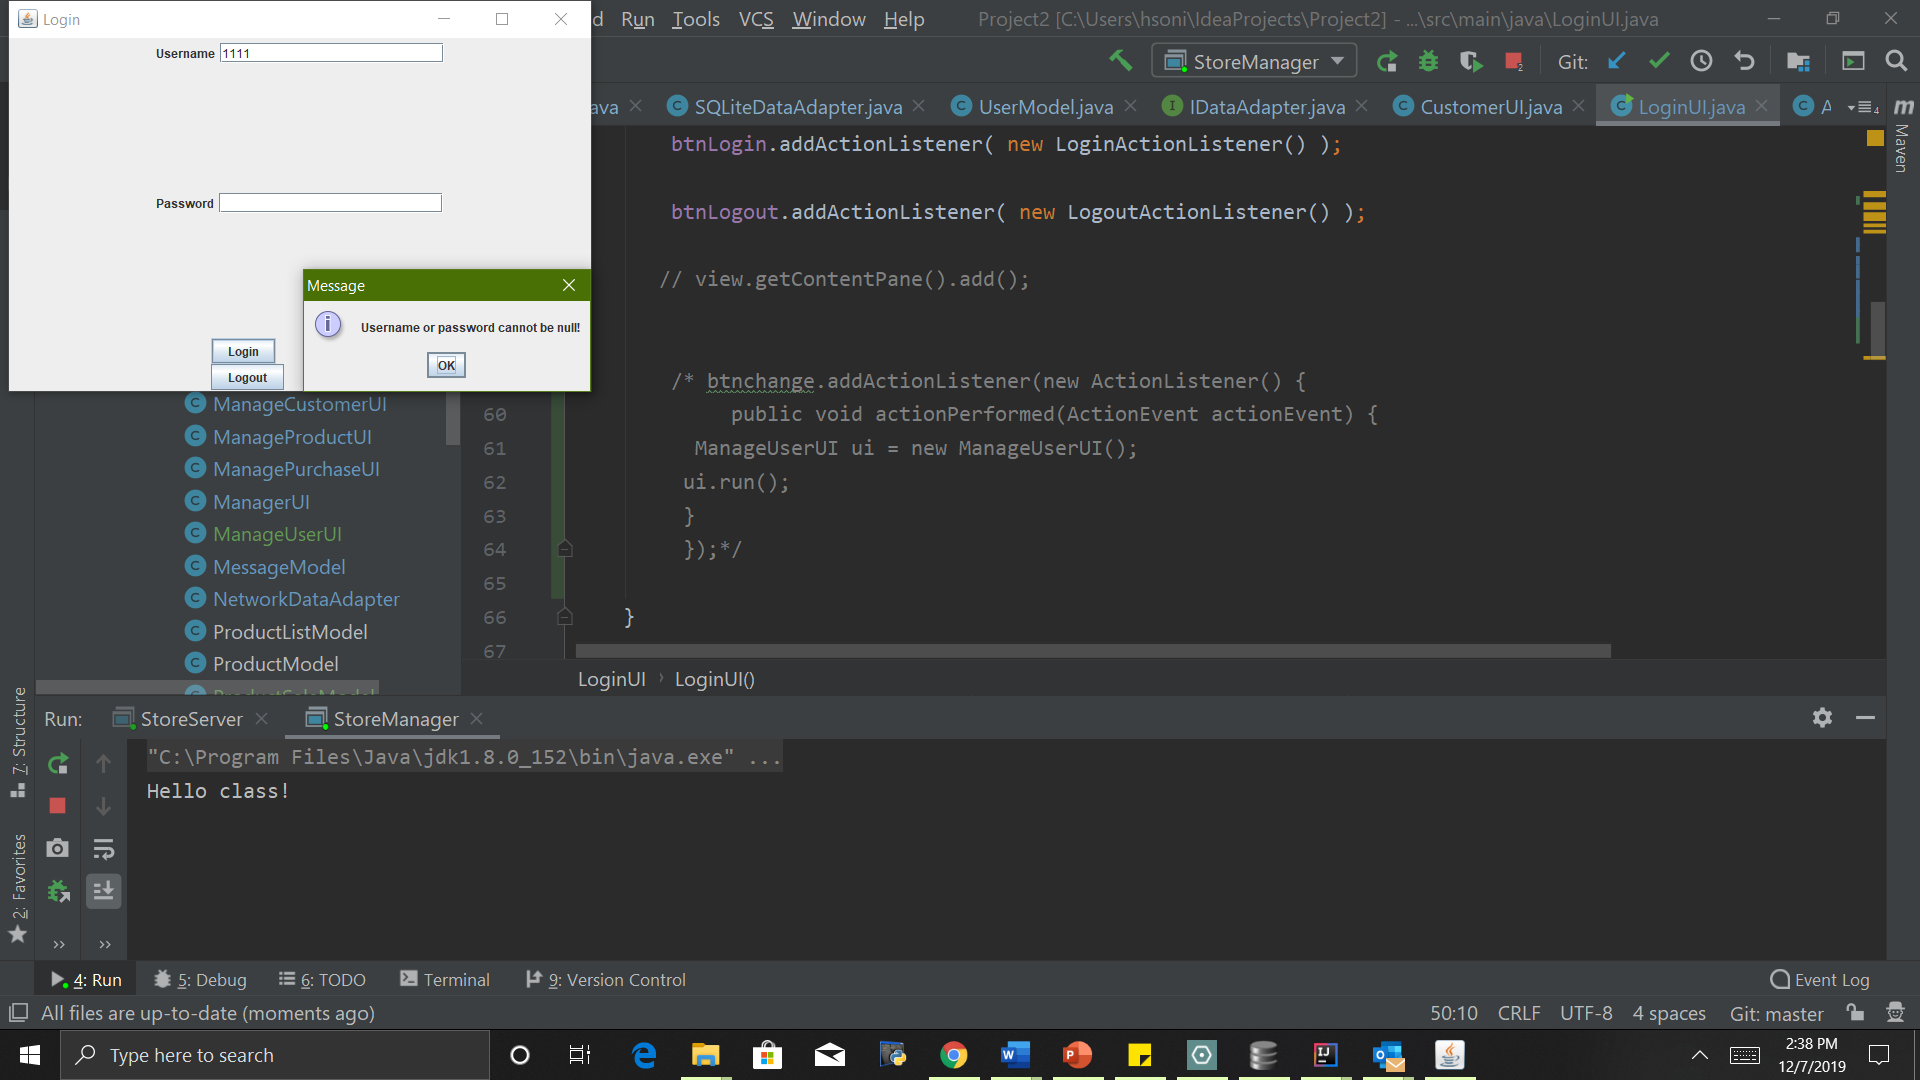 Login
Username 1111
Password
Message
Username or password cannot be null!
OK
Login
Logout
d Run Tools VCS Window Help Project2 [C:\Users\hsoni\IdeaProjects\Project2] - ...\src\main\java\LoginUI.java
StoreManager Git:
ava SQLiteDataAdapter.java UserModel.java IDataAdapter.java CustomerUI.java LoginUI.java A
Maven
btnLogin.addActionListener( new LoginActionListener() );
btnLogout.addActionListener( new LogoutActionListener() );
// view.getContentPane().add();
/* btnchange.addActionListener(new ActionListener() {
60 public void actionPerformed(ActionEvent actionEvent) {
61 ManageUserUI ui = new ManageUserUI();
62 ui.run();
63 }
64 });*/
65
66 }
67
LoginUI › LoginUI()
ManageCustomerUI
ManageProductUI
ManagePurchaseUI
ManagerUI
ManageUserUI
MessageModel
NetworkDataAdapter
ProductListModel
ProductModel
ProductSaleModel
7: Structure
2: Favorites
Run: StoreServer StoreManager
"C:\Program Files\Java\jdk1.8.0_152\bin\java.exe" ...
Hello class!
4: Run 5: Debug 6: TODO Terminal 9: Version Control Event Log
All files are up-to-date (moments ago) 50:10 CRLF UTF-8 4 spaces Git: master
Type here to search
2:38 PM
12/7/2019